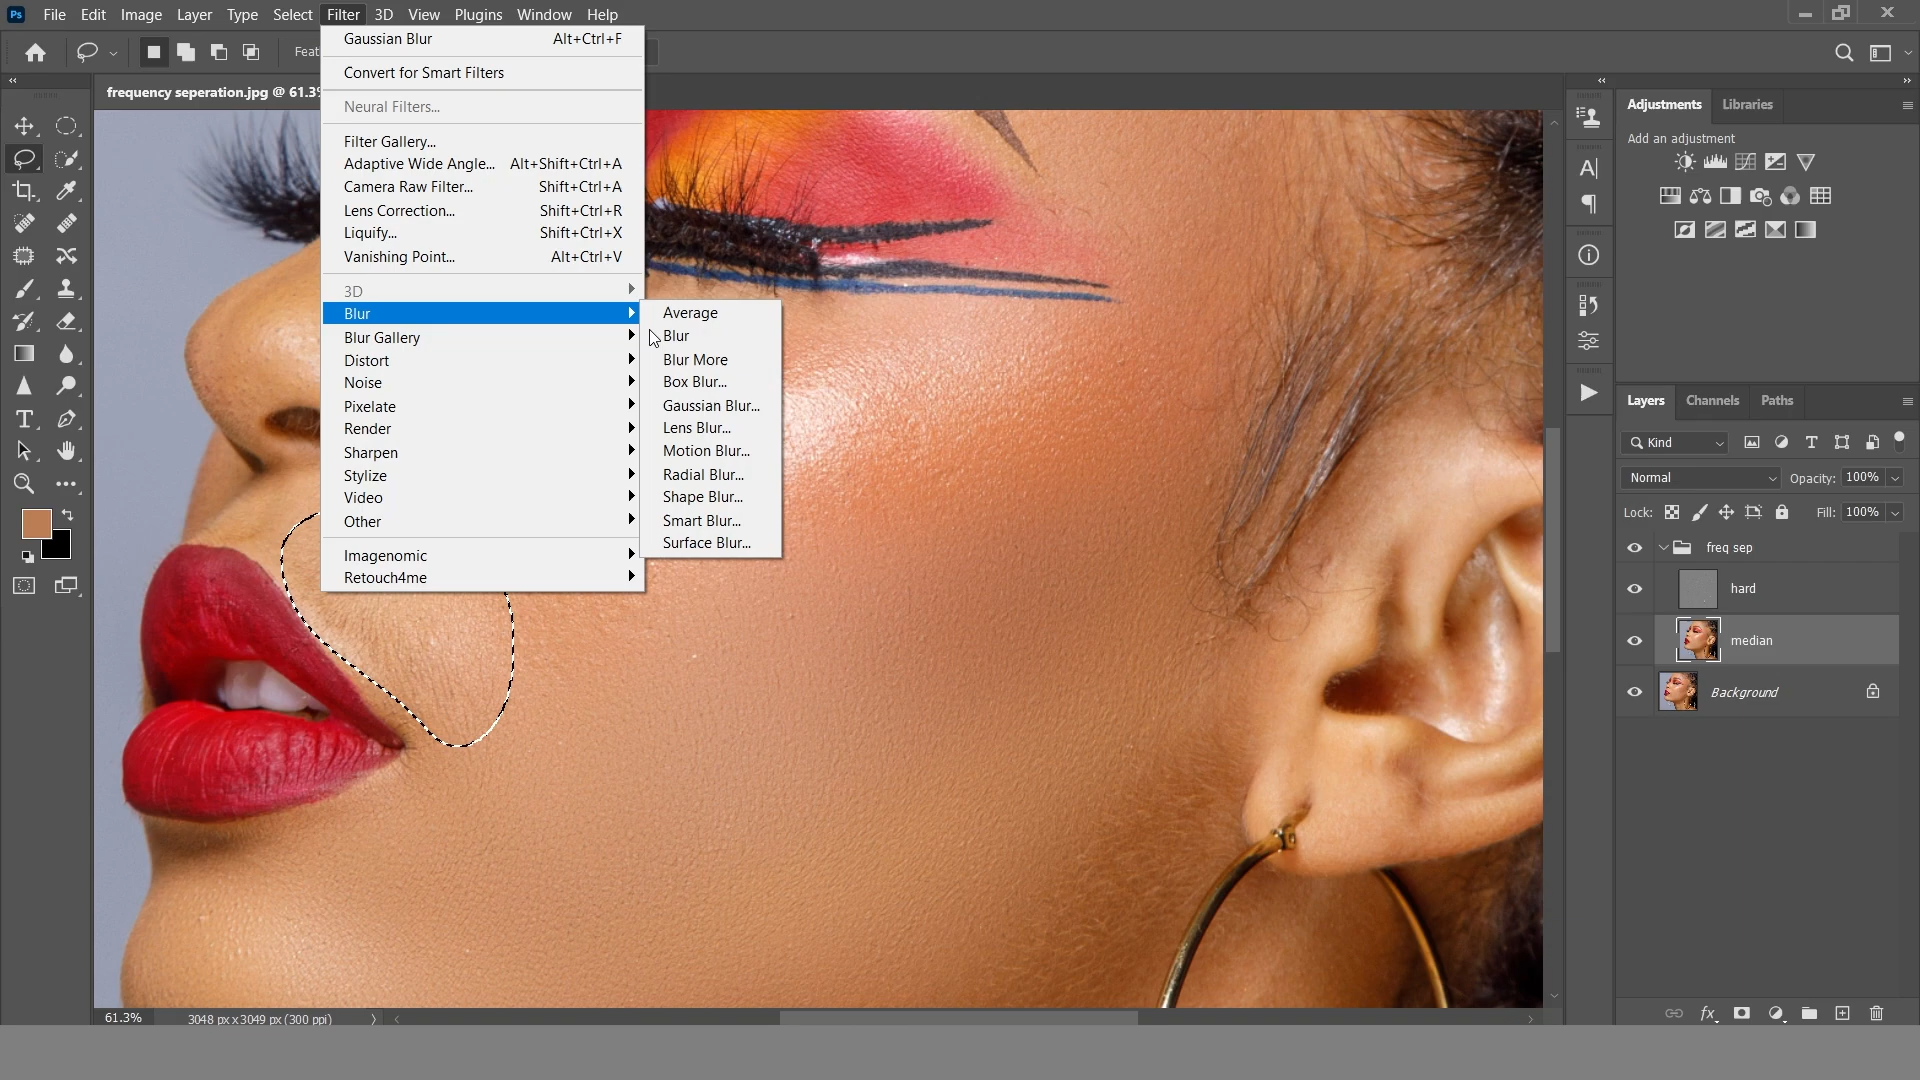 Ps File Edit Image Layer Type Select Filter 3D View Plugins Window Help
Feat
frequency seperation.jpg @ 61.3%
Gaussian Blur Alt+Ctrl+F
Convert for Smart Filters
Neural Filters...
Filter Gallery...
Adaptive Wide Angle... Alt+Shift+Ctrl+A
Camera Raw Filter... Shift+Ctrl+A
Lens Correction... Shift+Ctrl+R
Liquify... Shift+Ctrl+X
Vanishing Point... Alt+Ctrl+V
3D
Blur
Blur Gallery
Distort
Noise
Pixelate
Render
Sharpen
Stylize
Video
Other
Imagenomic
Retouch4me
Average
Blur
Blur More
Box Blur...
Gaussian Blur...
Lens Blur...
Motion Blur...
Radial Blur...
Shape Blur...
Smart Blur...
Surface Blur...
Adjustments Libraries
Add an adjustment
Layers Channels Paths
Kind
Normal Opacity: 100%
Lock: Fill: 100%
freq sep
hard
median
Background
61.3% 3048 px x 3049 px (300 ppi)